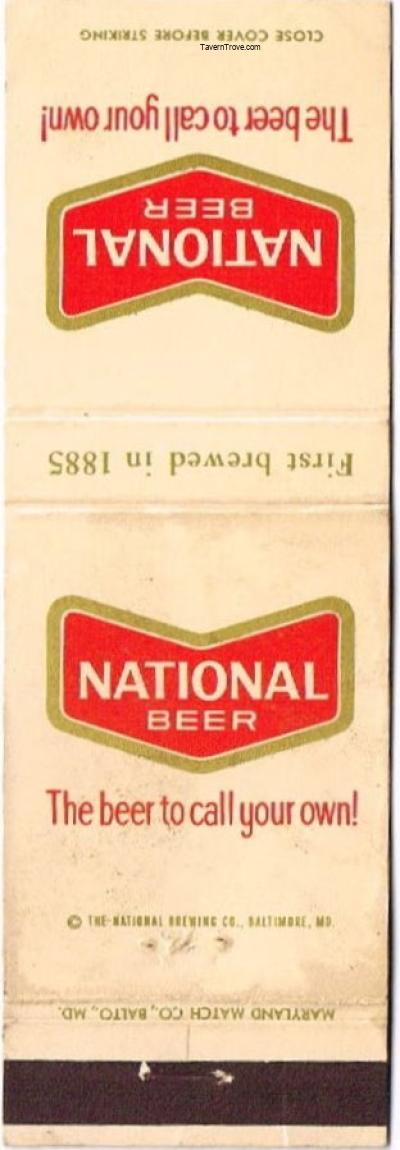 CLOSE COVER BEFORE STRIKING
TavernTrove.com
The beer to call your own!
NATIONAL
BEER
First brewed in 1885
NATIONAL
BEER
The beer to call your own!
© THE NATIONAL BREWING CO., BALTIMORE, MD.
MARYLAND MATCH CO., BALTO., MD.